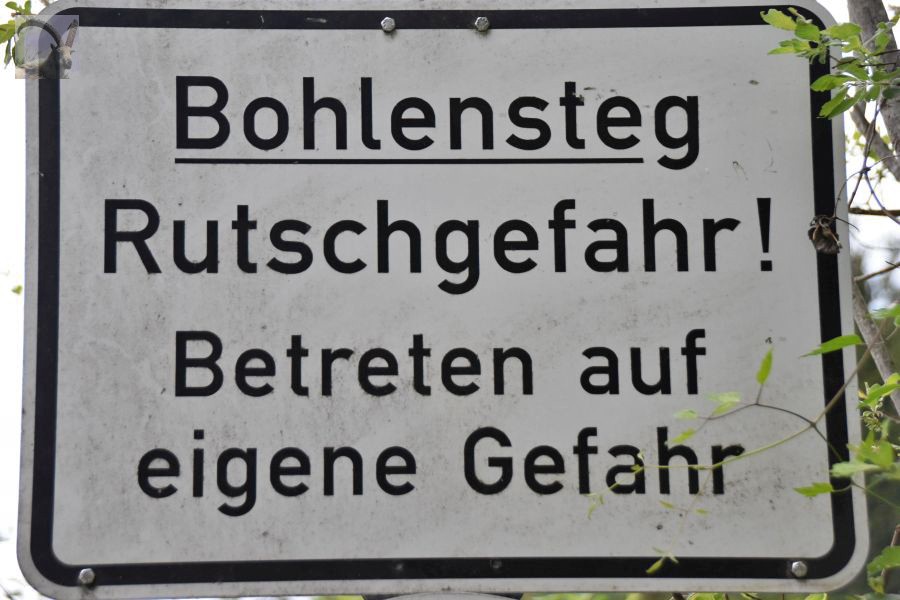 Bohlensteg
Rutschgefahr!
Betreten auf
eigene Gefahr